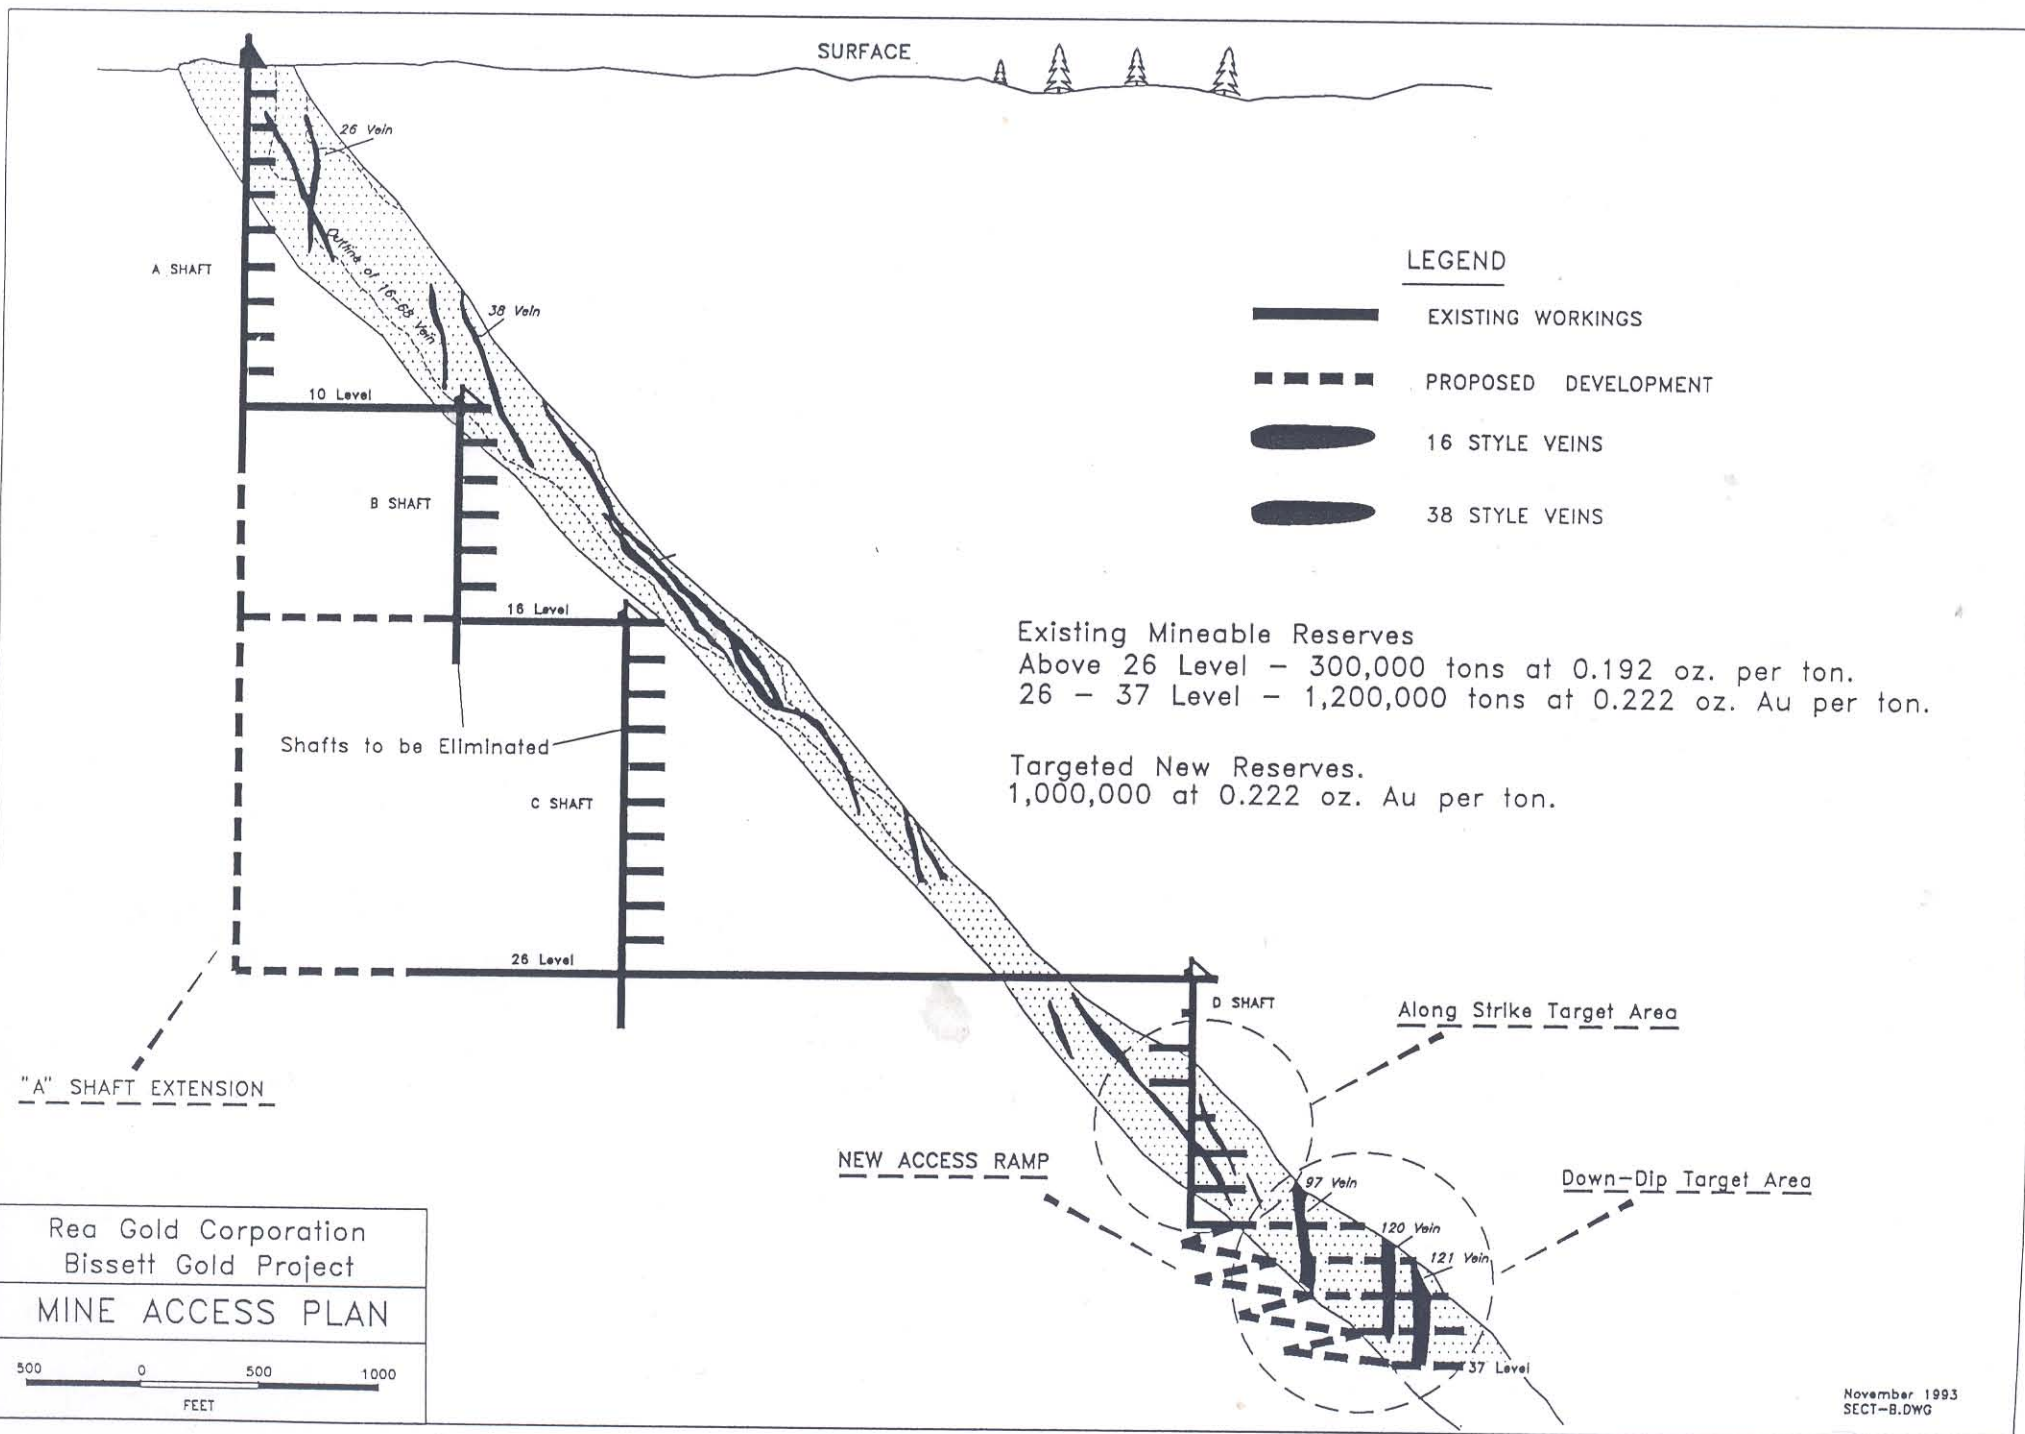 SURFACE
26 Vein
Outline of 16-68 Vein
A SHAFT
38 Vein
10 Level
B SHAFT
16 Level
Shafts to be Eliminated
C SHAFT
26 Level
D SHAFT
"A" SHAFT EXTENSION
NEW ACCESS RAMP
Along Strike Target Area
Down-Dip Target Area
97 Vein
120 Vein
121 Vein
37 Level
LEGEND
EXISTING WORKINGS
PROPOSED DEVELOPMENT
16 STYLE VEINS
38 STYLE VEINS
Existing Mineable Reserves
Above 26 Level - 300,000 tons at 0.192 oz. per ton.
26 - 37 Level - 1,200,000 tons at 0.222 oz. Au per ton.
Targeted New Reserves.
1,000,000 at 0.222 oz. Au per ton.
Rea Gold Corporation
Bissett Gold Project
MINE ACCESS PLAN
500 0 500 1000
FEET
November 1993
SECT-B.DWG